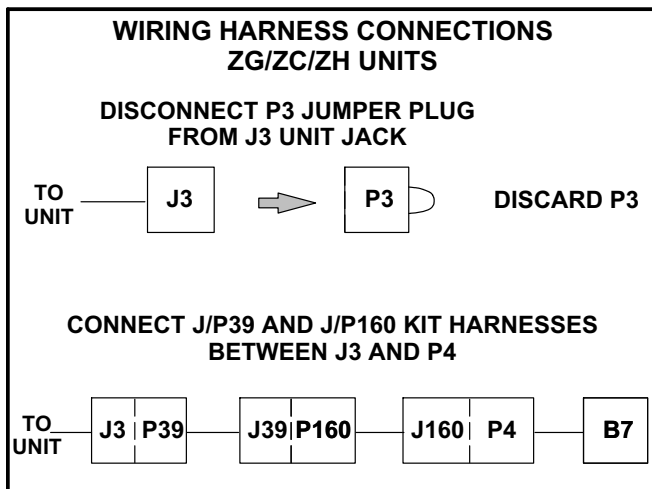 WIRING HARNESS CONNECTIONS
ZG/ZC/ZH UNITS
DISCONNECT P3 JUMPER PLUG
FROM J3 UNIT JACK
TO
UNIT
J3
P3
DISCARD P3
CONNECT J/P39 AND J/P160 KIT HARNESSES
BETWEEN J3 AND P4
TO
UNIT
J3 P39
J39 P160
J160 P4
B7